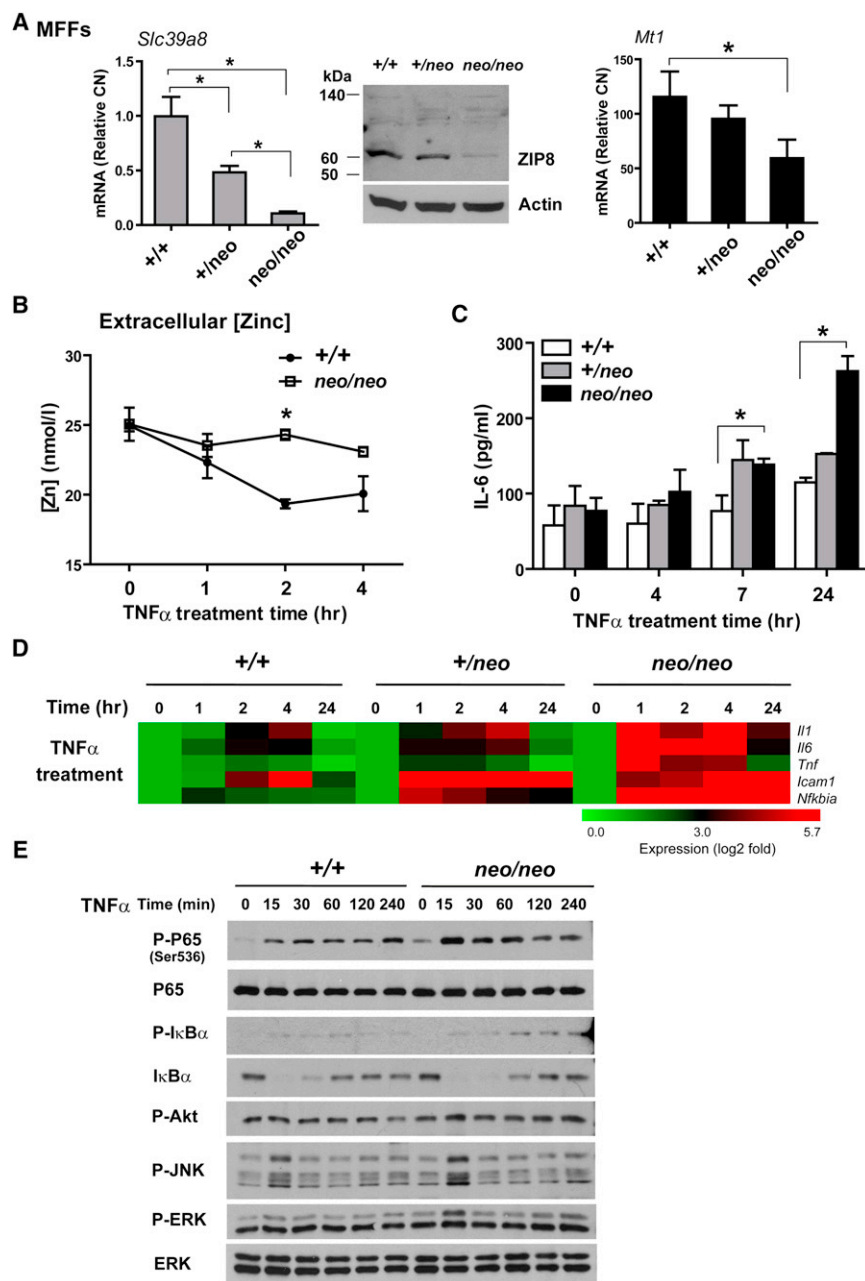 A MFFs
Slc39a8
mRNA (Relative CN)
1.5
1.0
0.5
0.0
*
*
*
+/+
+/neo
neo/neo
+/+ +/neo neo/neo
kDa
140
60
50
ZIP8
Actin
Mt1
mRNA (Relative CN)
150
100
50
0
*
+/+
+/neo
neo/neo
B
Extracellular [Zinc]
[Zn] (nmol/l)
30
25
20
15
+/+
neo/neo
*
0 1 2 4
TNFα treatment time (hr)
C
IL-6 (pg/ml)
300
200
100
0
+/+
+/neo
neo/neo
*
*
0 4 7 24
TNFα treatment time (hr)
D
+/+ +/neo neo/neo
Time (hr) 0 1 2 4 24 0 1 2 4 24 0 1 2 4 24
TNFα
treatment
Il1
Il6
Tnf
Icam1
Nfkbia
0.0 3.0 5.7
Expression (log2 fold)
E
+/+ neo/neo
TNFα Time (min) 0 15 30 60 120 240 0 15 30 60 120 240
P-P65
(Ser536)
P65
P-IκBα
IκBα
P-Akt
P-JNK
P-ERK
ERK